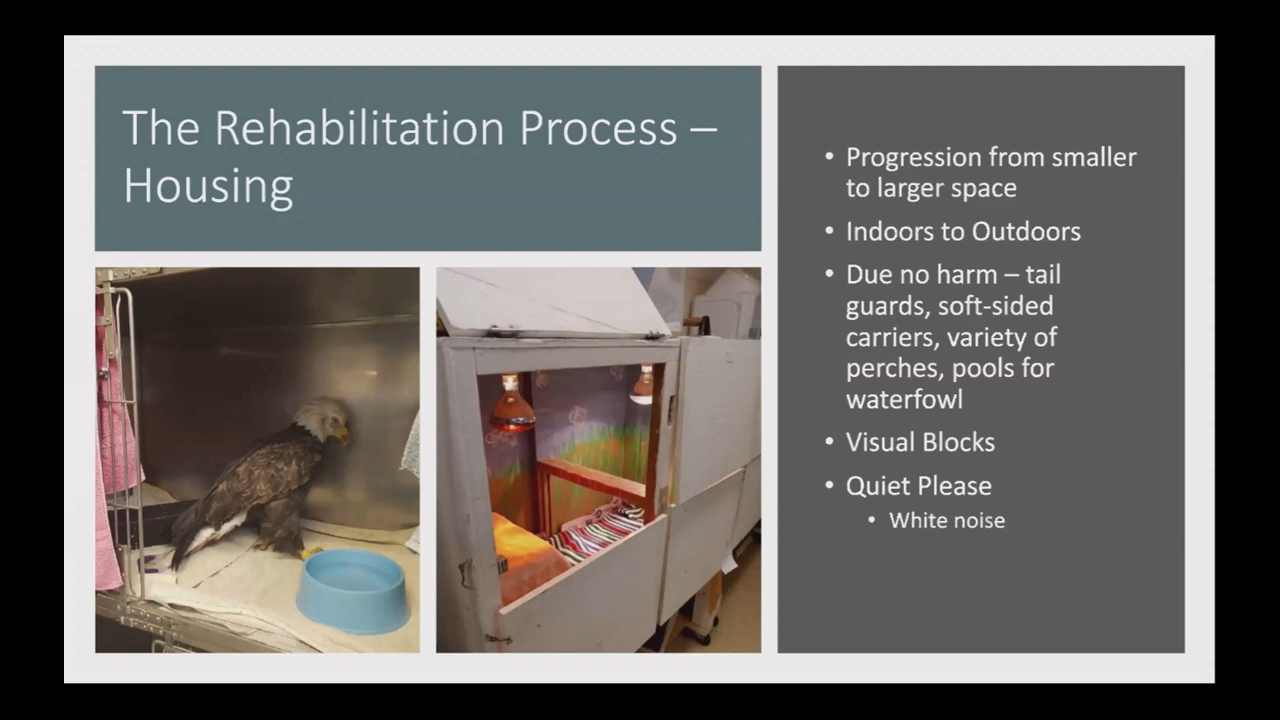 The Rehabilitation Process –
Housing
• Progression from smaller
to larger space
• Indoors to Outdoors
• Due no harm – tail
guards, soft-sided
carriers, variety of
perches, pools for
waterfowl
• Visual Blocks
• Quiet Please
• White noise